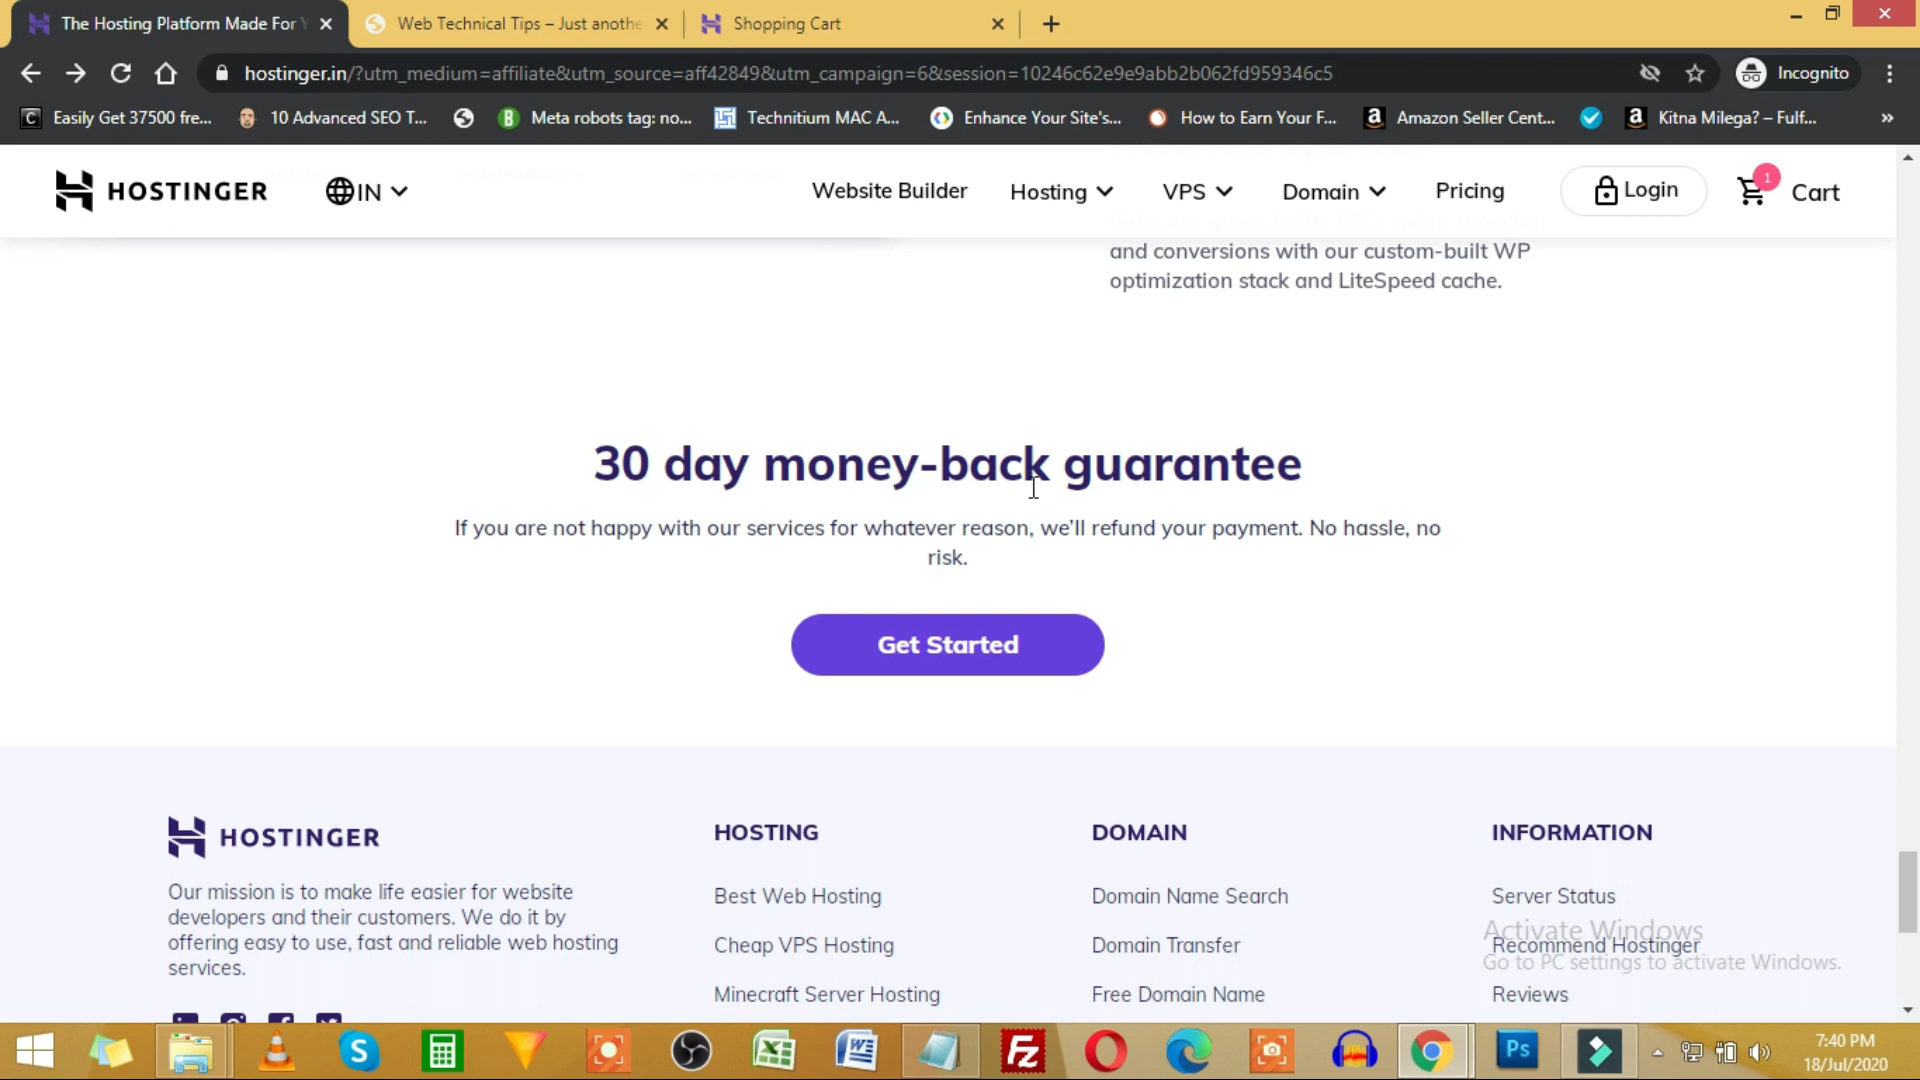 The Hosting Platform Made For Y
Web Technical Tips – Just anothe
Shopping Cart
hostinger.in/?utm_medium=affiliate&utm_source=aff42849&utm_campaign=6&session=10246c62e9e9abb2b062fd959346c5
Incognito
Easily Get 37500 fre...
10 Advanced SEO T...
Meta robots tag: no...
Technitium MAC A...
Enhance Your Site's...
How to Earn Your F...
Amazon Seller Cent...
Kitna Milega? – Fulf...
HOSTINGER
IN
Website Builder
Hosting
VPS
Domain
Pricing
Login
1
Cart
and conversions with our custom-built WP
optimization stack and LiteSpeed cache.
30 day money-back guarantee
If you are not happy with our services for whatever reason, we'll refund your payment. No hassle, no
risk.
Get Started
HOSTINGER
Our mission is to make life easier for website
developers and their customers. We do it by
offering easy to use, fast and reliable web hosting
services.
HOSTING
Best Web Hosting
Cheap VPS Hosting
Minecraft Server Hosting
DOMAIN
Domain Name Search
Domain Transfer
Free Domain Name
INFORMATION
Server Status
Recommend Hostinger
Reviews
Activate Windows
Go to PC settings to activate Windows.
Ps
7:40 PM
18/Jul/2020